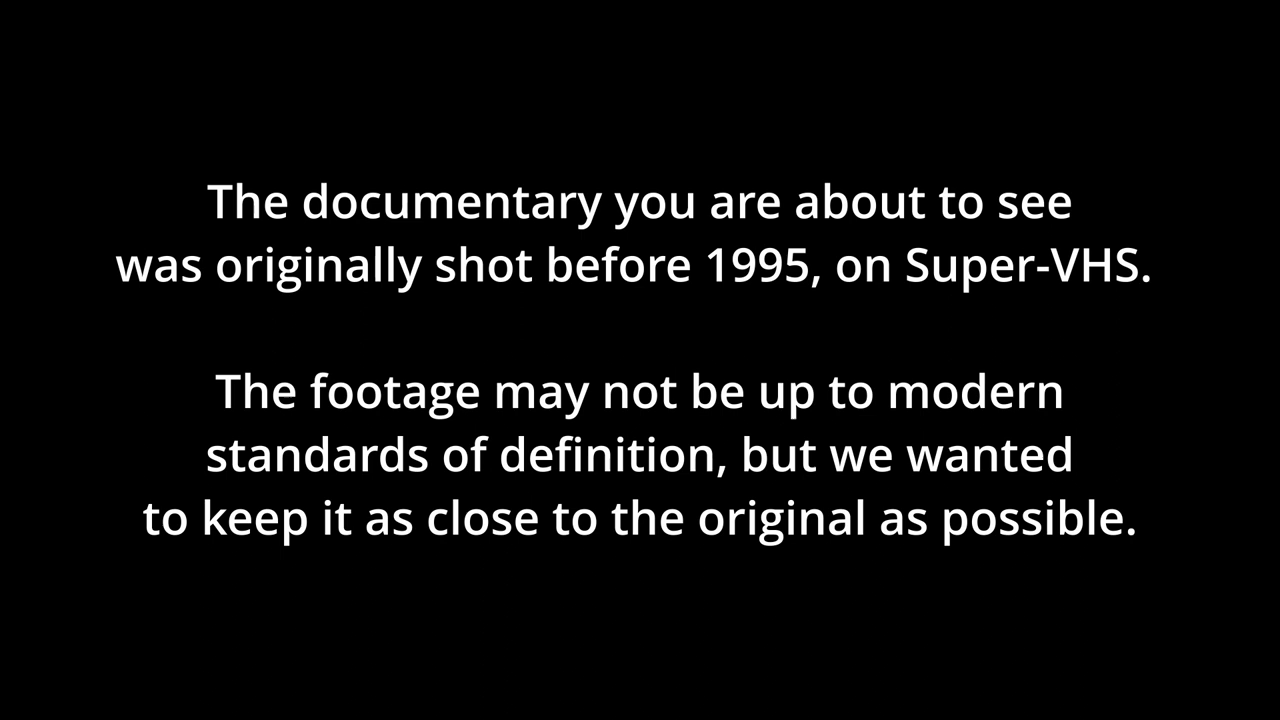 The documentary you are about to see
was originally shot before 1995, on Super-VHS.
The footage may not be up to modern
standards of definition, but we wanted
to keep it as close to the original as possible.